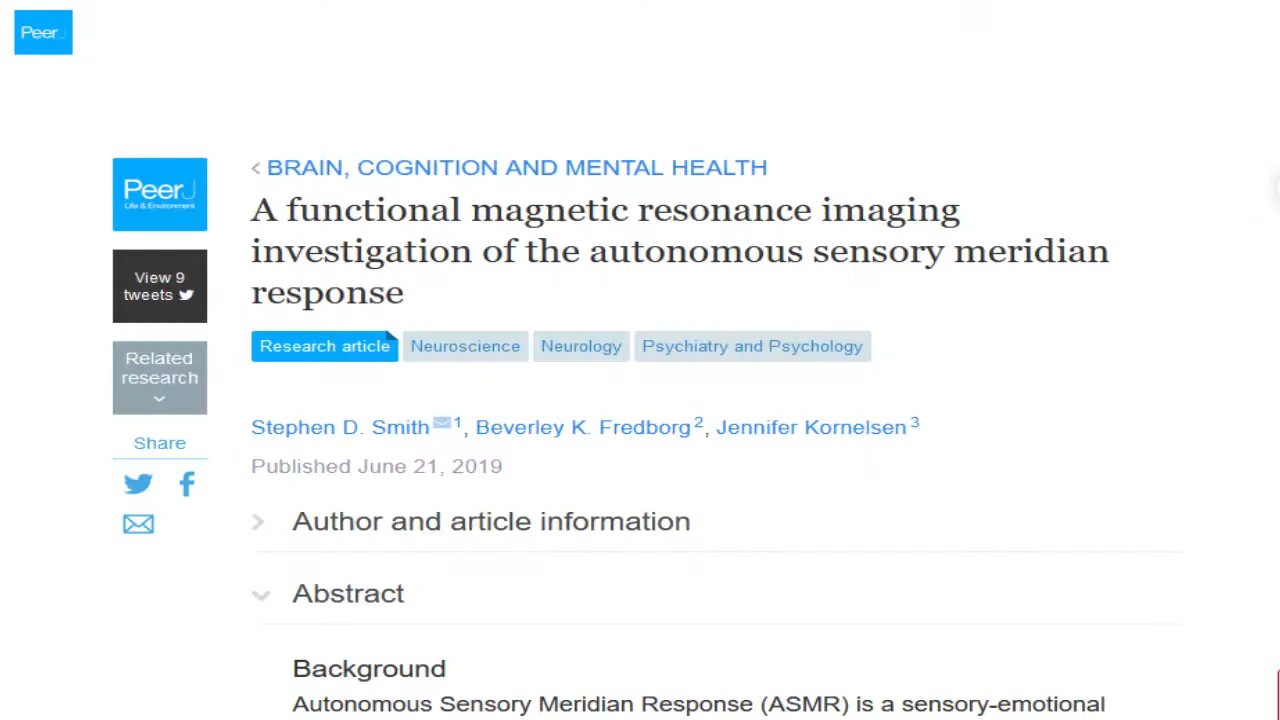 PeerJ
< BRAIN, COGNITION AND MENTAL HEALTH
PeerJ
Life & Environment
A functional magnetic resonance imaging
investigation of the autonomous sensory meridian
response
View 9
tweets
Research article Neuroscience Neurology Psychiatry and Psychology
Related
research
Stephen D. Smith 1, Beverley K. Fredborg 2, Jennifer Kornelsen 3
Share
Published June 21, 2019
Author and article information
Abstract
Background
Autonomous Sensory Meridian Response (ASMR) is a sensory-emotional